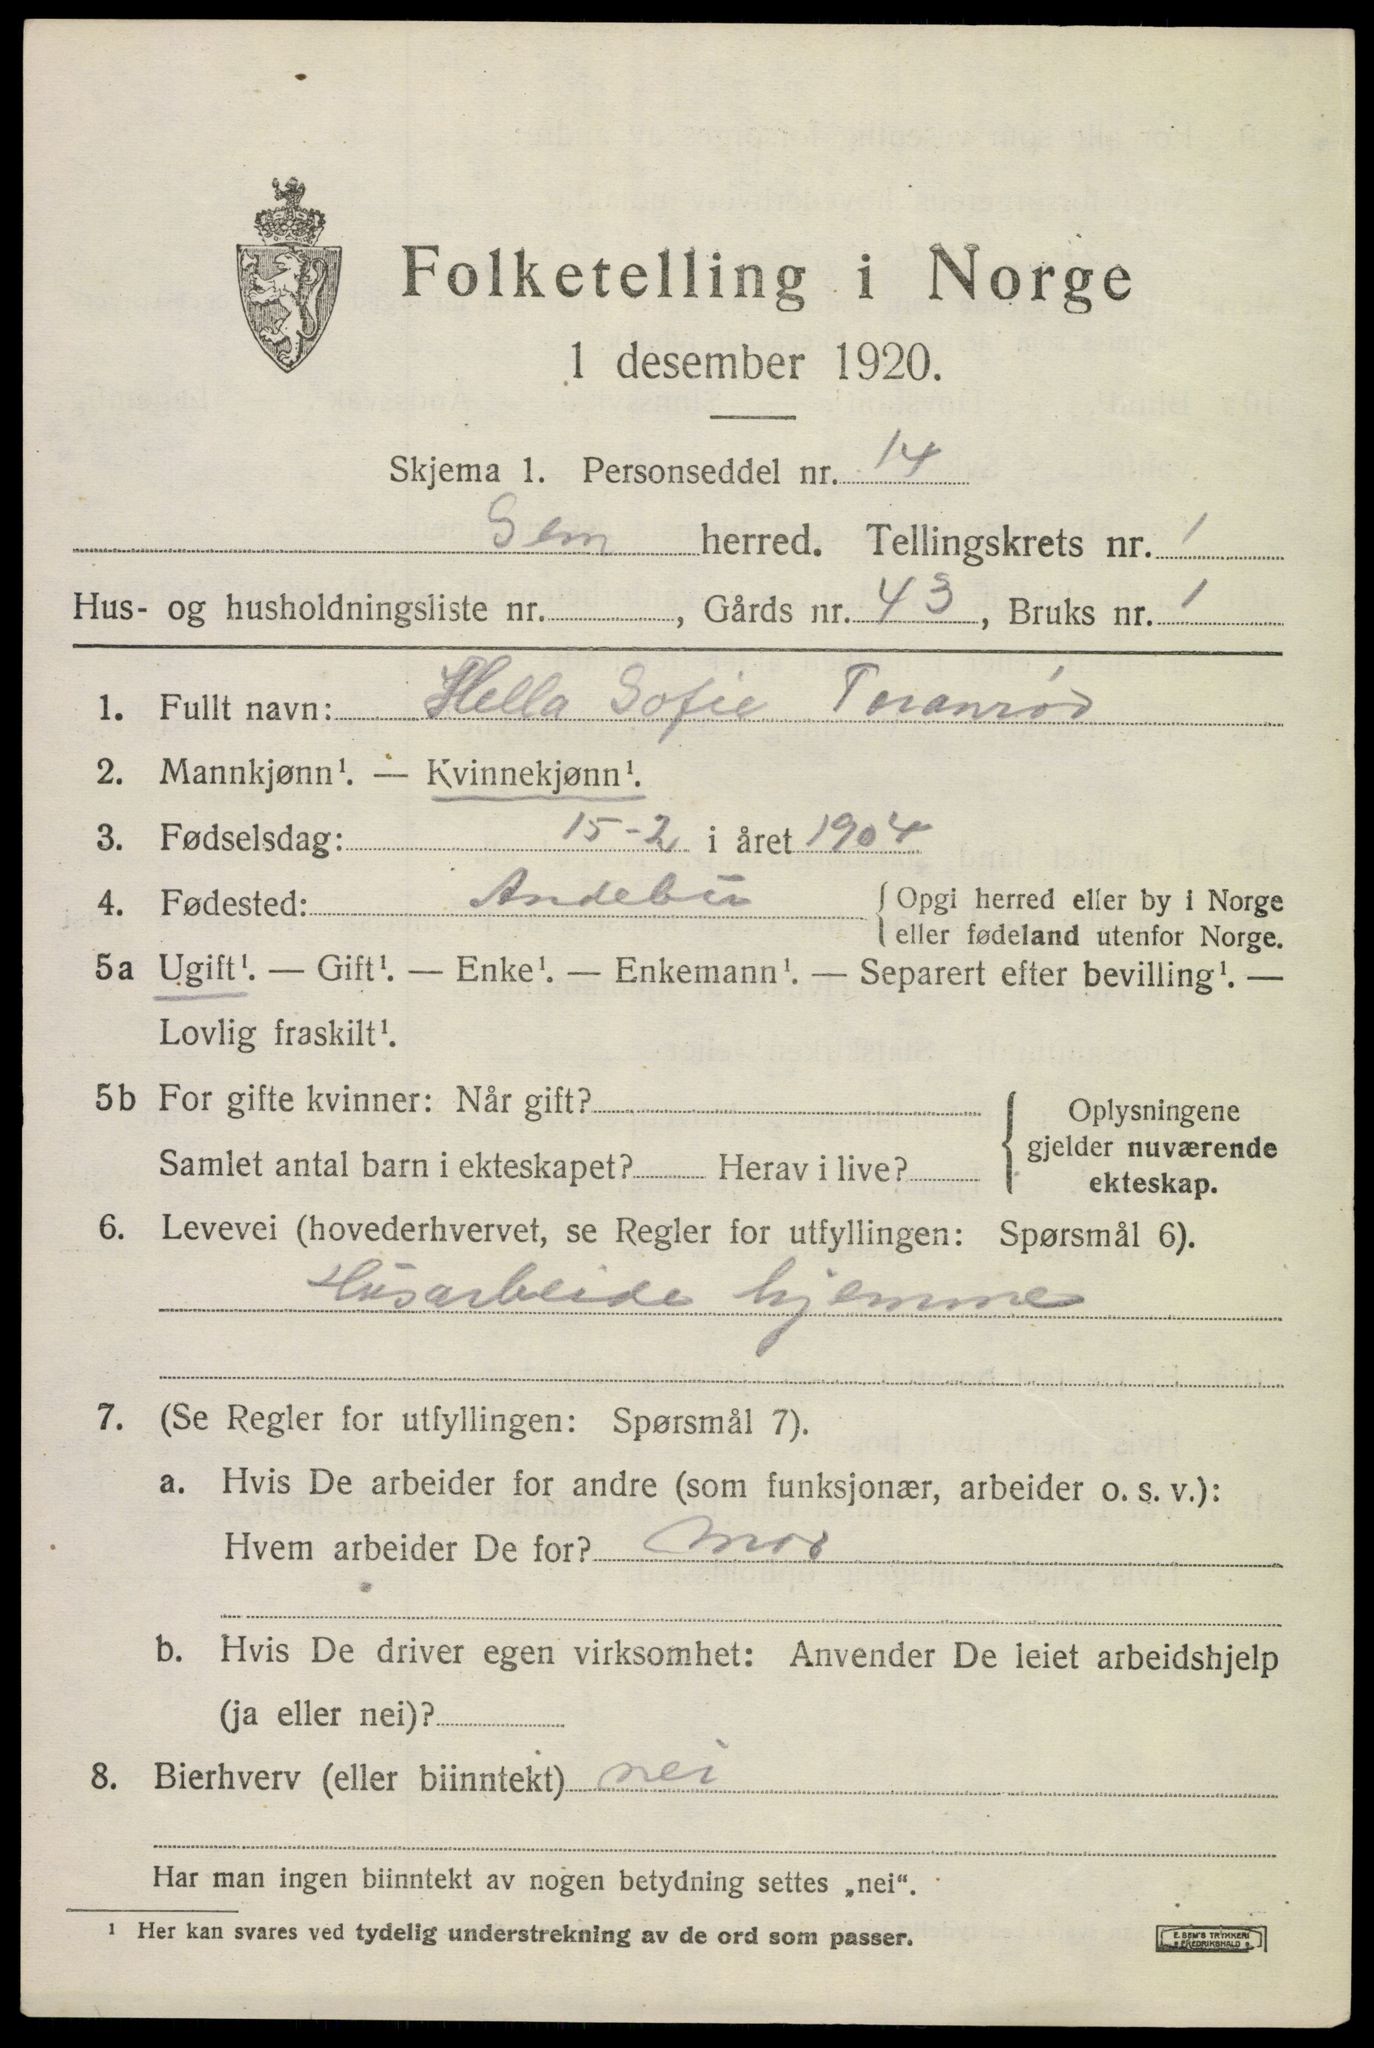 Folketelling i Norge
1 desember 1920.
Skjema 1. Personseddel nr. 14
Sem herred. Tellingskrets nr. 1
Hus- og husholdningsliste nr. , Gårds nr. 43, Bruks nr. 1
1. Fullt navn: Hella Sofie Toranrød
2. Mannkjønn¹. — Kvinnekjønn¹.
3. Fødselsdag: 15-2 i året 1904
4. Fødested: Andebu
Opgi herred eller by i Norge
eller fødeland utenfor Norge.
5a Ugift¹. — Gift¹. — Enke¹. — Enkemann¹. — Separert efter bevilling¹. —
Lovlig fraskilt¹.
5b For gifte kvinner: Når gift?
Samlet antal barn i ekteskapet? Herav i live?
Oplysningene
gjelder nuværende
ekteskap.
6. Levevei (hovederhvervet, se Regler for utfyllingen: Spørsmål 6).
Husarbeide hjemme
7. (Se Regler for utfyllingen: Spørsmål 7).
a. Hvis De arbeider for andre (som funksjonær, arbeider o. s. v.):
Hvem arbeider De for? mor
b. Hvis De driver egen virksomhet: Anvender De leiet arbeidshjelp
(ja eller nei)?
8. Bierhverv (eller biinntekt) nei
Har man ingen biinntekt av nogen betydning settes „nei“.
¹ Her kan svares ved tydelig understrekning av de ord som passer.
E. SEM'S TRYKKERI
FREDRIKSHALD